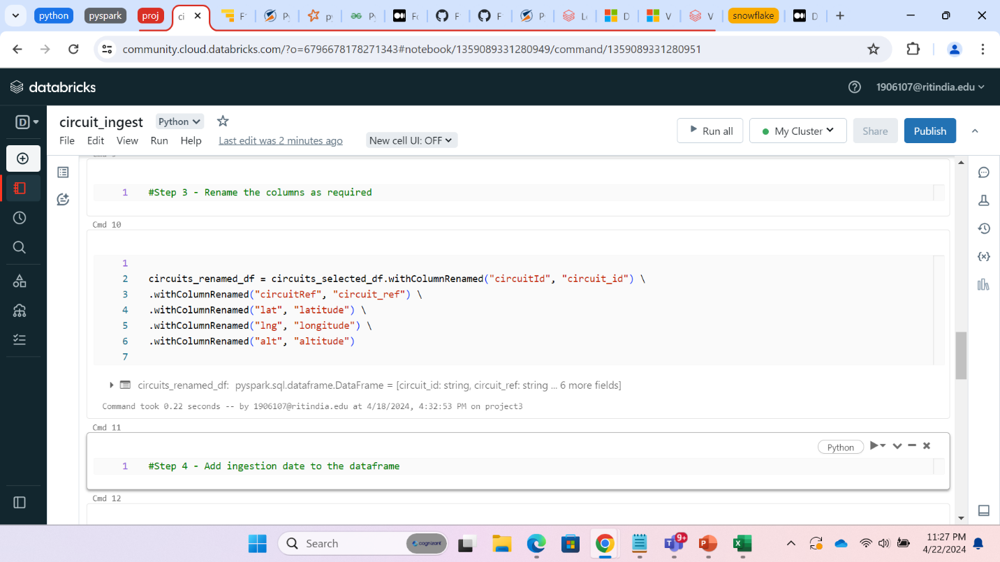 python
pyspark
proj
ci
F1
Py
py
Py
Fo
F
F
Py
Lo
D
V
V
snowflake
D
community.cloud.databricks.com/?o=6796678178271343#notebook/1359089331280949/command/1359089331280951
databricks
1906107@ritindia.edu
D
circuit_ingest
Python
File Edit View Run Help Last edit was 2 minutes ago New cell UI: OFF
Run all
My Cluster
Share
Publish
1 #Step 3 - Rename the columns as required
Cmd 10
1
2 circuits_renamed_df = circuits_selected_df.withColumnRenamed("circuitId", "circuit_id") \
3 .withColumnRenamed("circuitRef", "circuit_ref") \
4 .withColumnRenamed("lat", "latitude") \
5 .withColumnRenamed("lng", "longitude") \
6 .withColumnRenamed("alt", "altitude")
7
circuits_renamed_df: pyspark.sql.dataframe.DataFrame = [circuit_id: string, circuit_ref: string ... 6 more fields]
Command took 0.22 seconds -- by 1906107@ritindia.edu at 4/18/2024, 4:32:53 PM on project3
Cmd 11
Python
1 #Step 4 - Add ingestion date to the dataframe
Cmd 12
Search
cognizant
9+
11:27 PM
4/22/2024